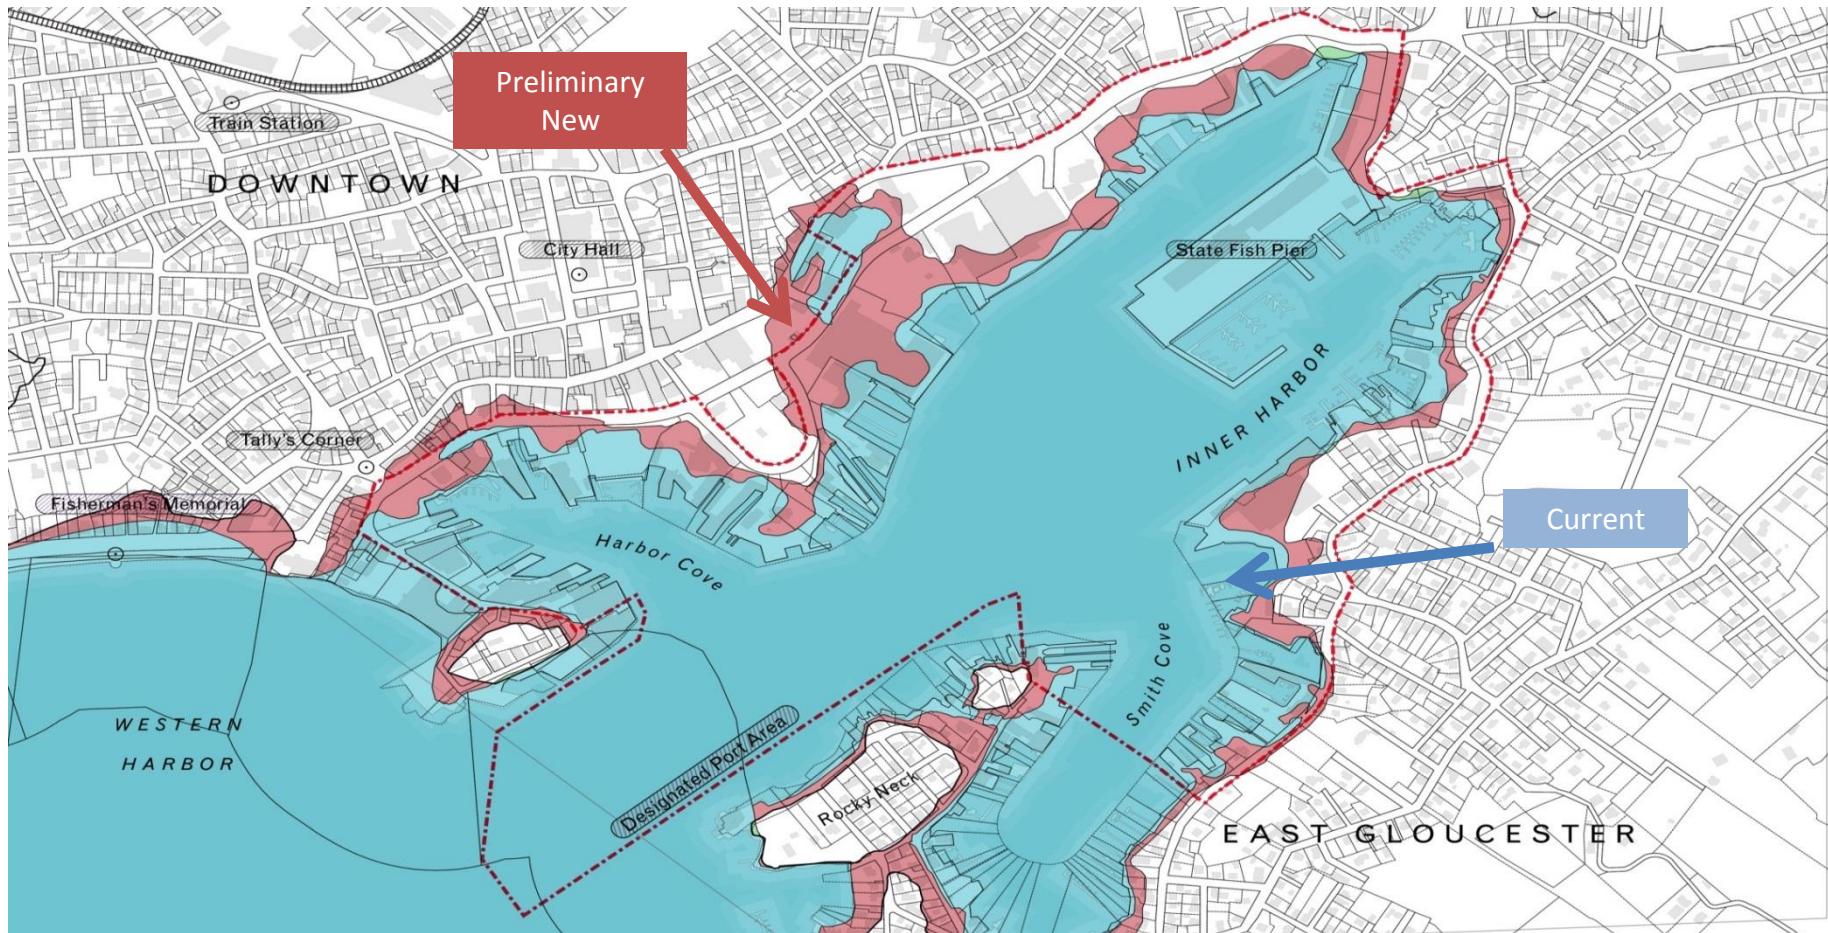 Preliminary
New
Train Station
DOWNTOWN
City Hall
State Fish Pier
INNER HARBOR
Tally's Corner
Fisherman's Memorial
Current
Harbor Cove
Smith Cove
WESTERN
HARBOR
Designated Port Area
Rocky Neck
EAST GLOUCESTER